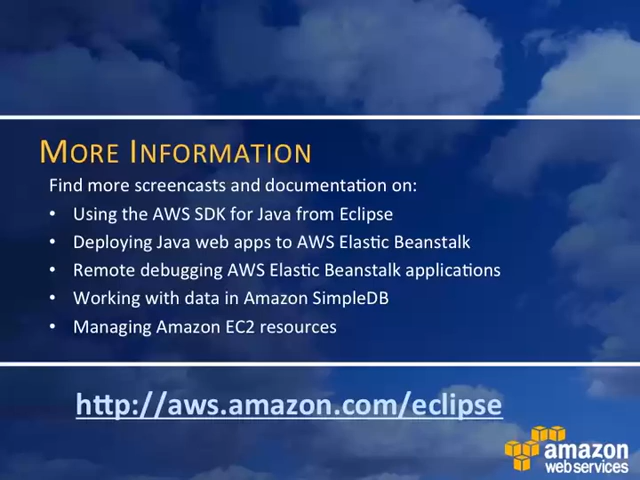 MORE INFORMATION
Find more screencasts and documentation on:
• Using the AWS SDK for Java from Eclipse
• Deploying Java web apps to AWS Elastic Beanstalk
• Remote debugging AWS Elastic Beanstalk applications
• Working with data in Amazon SimpleDB
• Managing Amazon EC2 resources
http://aws.amazon.com/eclipse
amazon
web services